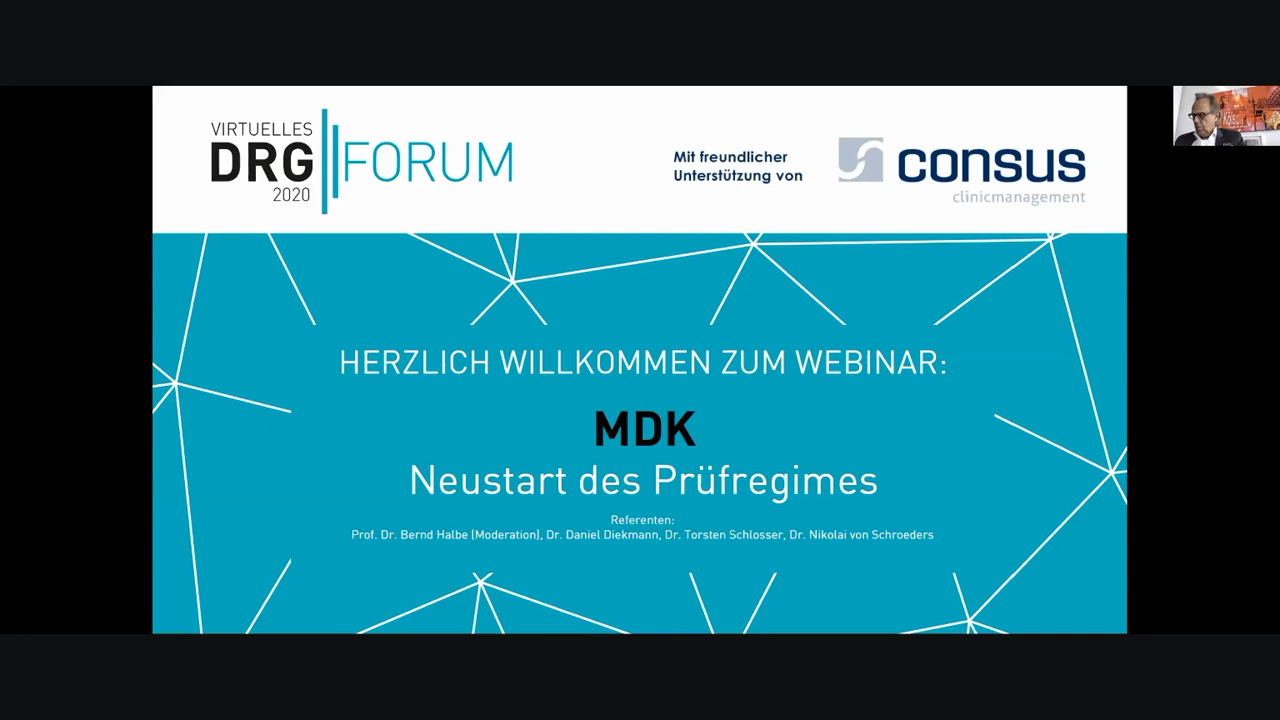 VIRTUELLES
DRG FORUM
2020
Mit freundlicher
Unterstützung von
consus
clinicmanagement
HERZLICH WILLKOMMEN ZUM WEBINAR:
MDK
Neustart des Prüfregimes
Referenten:
Prof. Dr. Bernd Halbe (Moderation), Dr. Daniel Diekmann, Dr. Torsten Schlosser, Dr. Nikolai von Schroeders